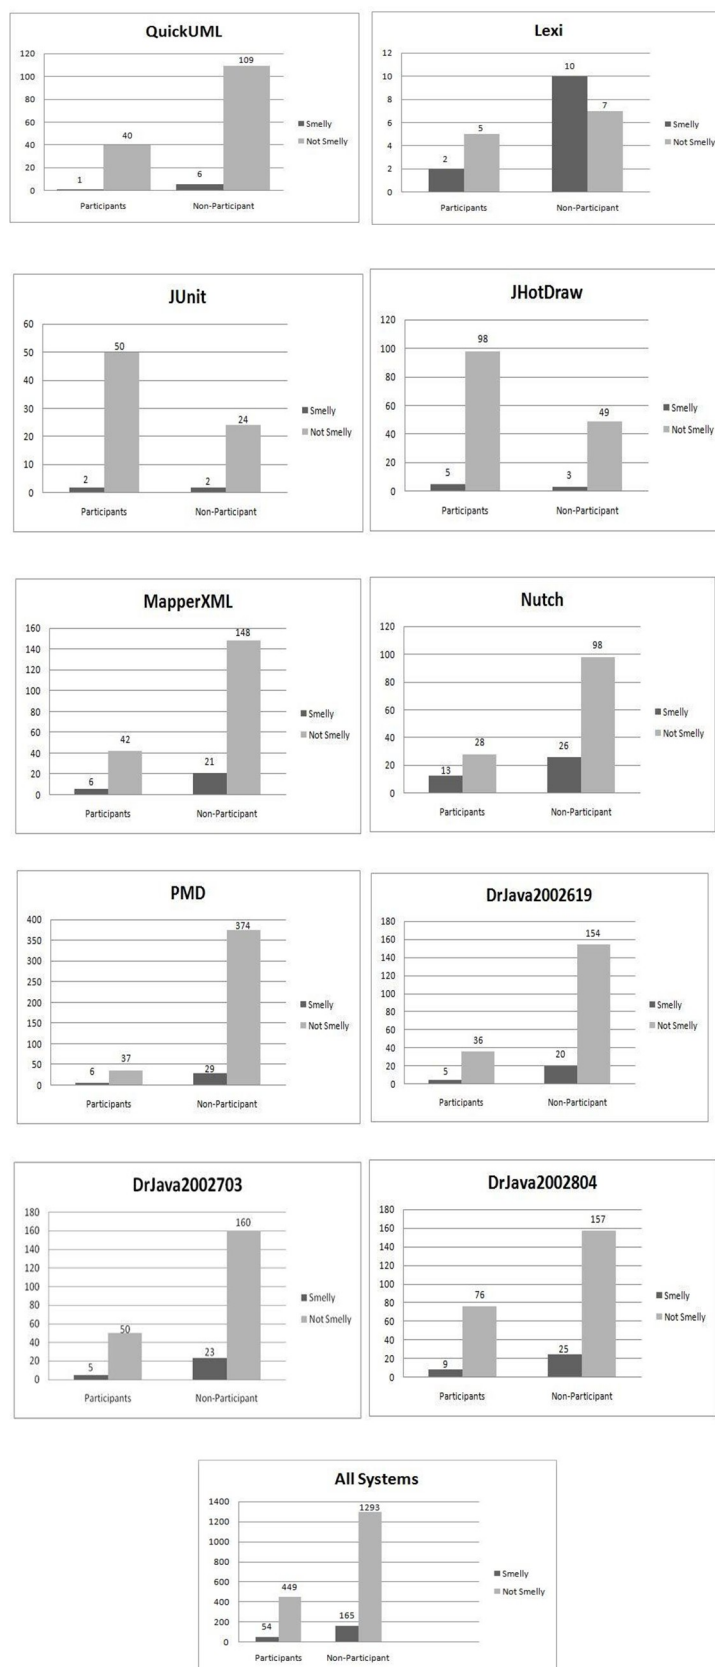 QuickUML
120
100
80
60
40
20
0
1
40
6
109
Participants
Non-Participant
Smelly
Not Smelly
Lexi
12
10
8
6
4
2
0
2
5
10
7
Participants
Non-Participant
Smelly
Not Smelly
JUnit
60
50
40
30
20
10
0
2
50
2
24
Participants
Non-Participant
Smelly
Not Smelly
JHotDraw
120
100
80
60
40
20
0
5
98
3
49
Participants
Non-Participant
Smelly
Not Smelly
MapperXML
160
140
120
100
80
60
40
20
0
6
42
21
148
Participants
Non-Participant
Smelly
Not Smelly
Nutch
120
100
80
60
40
20
0
13
28
26
98
Participants
Non-Participant
Smelly
Not Smelly
PMD
400
350
300
250
200
150
100
50
0
6
37
29
374
Participants
Non-Participant
Smelly
Not Smelly
DrJava2002619
180
160
140
120
100
80
60
40
20
0
5
36
20
154
Participants
Non-Participant
Smelly
Not Smelly
DrJava2002703
180
160
140
120
100
80
60
40
20
0
5
50
23
160
Participants
Non-Participant
Smelly
Not Smelly
DrJava2002804
180
160
140
120
100
80
60
40
20
0
9
76
25
157
Participants
Non-Participant
Smelly
Not Smelly
All Systems
1400
1200
1000
800
600
400
200
0
54
449
165
1293
Participants
Non-Participant
Smelly
Not Smelly